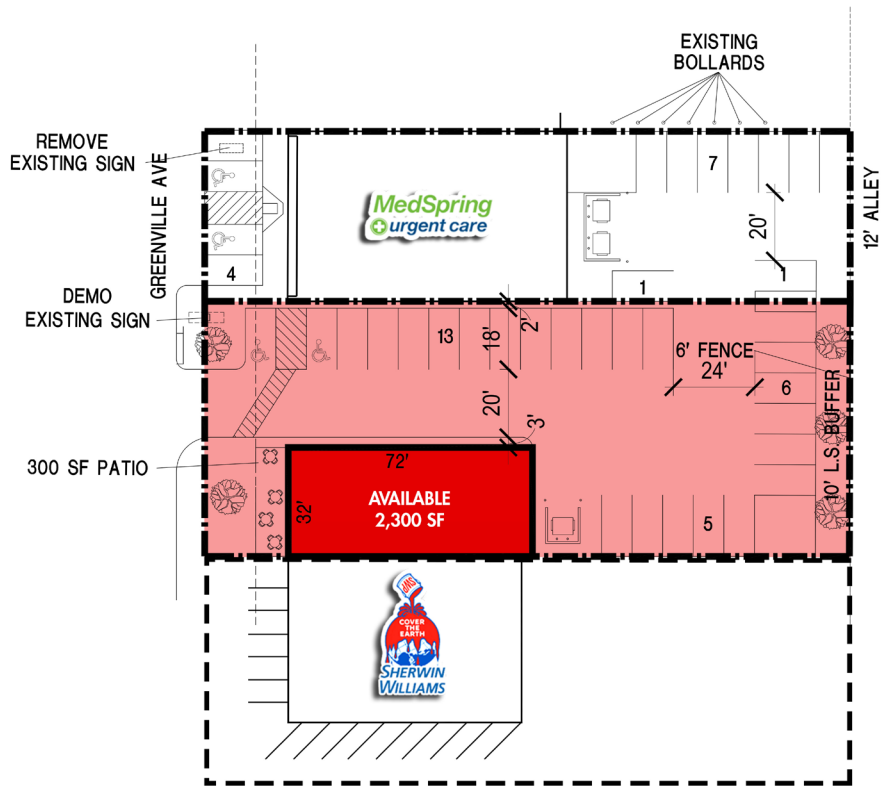 EXISTING
BOLLARDS
REMOVE
EXISTING SIGN
GREENVILLE AVE
MedSpring
urgent care
7
20'
12' ALLEY
4
1
1
DEMO
EXISTING SIGN
13
18'
2'
6' FENCE
24'
6
20'
3'
10' L.S. BUFFER
300 SF PATIO
72'
32'
AVAILABLE
2,300 SF
5
SWP
COVER
THE
EARTH
SHERWIN
WILLIAMS